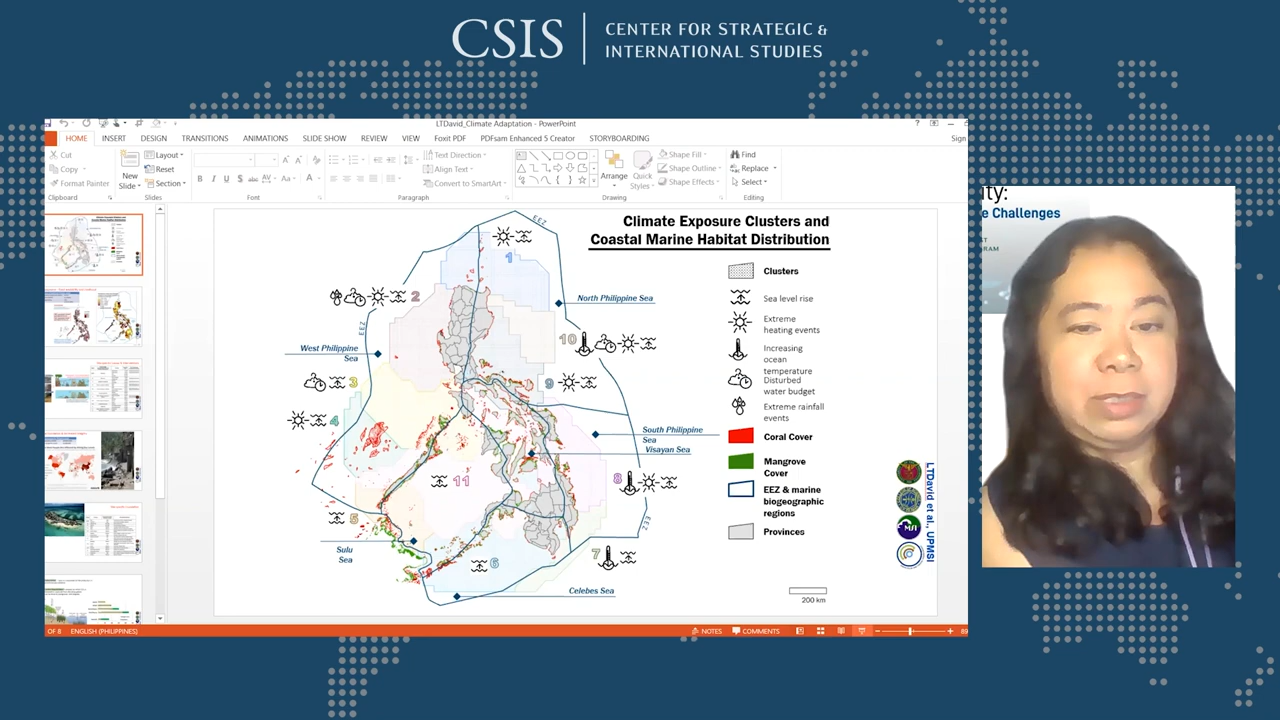 CSIS
CENTER FOR STRATEGIC &
INTERNATIONAL STUDIES
LTDavid_Climate Adaptation - PowerPoint
HOME INSERT DESIGN TRANSITIONS ANIMATIONS SLIDE SHOW REVIEW VIEW Foxit PDF PDFsam Enhanced 5 Creator STORYBOARDING Sign
Cut
Copy
Format Painter
Clipboard
New
Slide
Layout
Reset
Section
Slides
Font
Text Direction
Align Text
Convert to SmartArt
Paragraph
Arrange
Quick
Styles
Shape Fill
Shape Outline
Shape Effects
Drawing
Find
Replace
Select
Editing
Climate Exposure Clusters and
Coastal Marine Habitat Distribution
1
2
3
4
5
6
7
8
9
10
11
EEZ
EEZ
North Philippine Sea
West Philippine
Sea
South Philippine
Sea
Visayan Sea
Sulu
Sea
Celebes Sea
Clusters
Sea level rise
Extreme
heating events
Increasing
ocean
temperature
Disturbed
water budget
Extreme rainfall
events
Coral Cover
Mangrove
Cover
EEZ & marine
biogeographic
regions
Provinces
200 km
LTDavid et al., UPMSI
OF 8 ENGLISH (PHILIPPINES)
NOTES COMMENTS
89
ity:
e Challenges